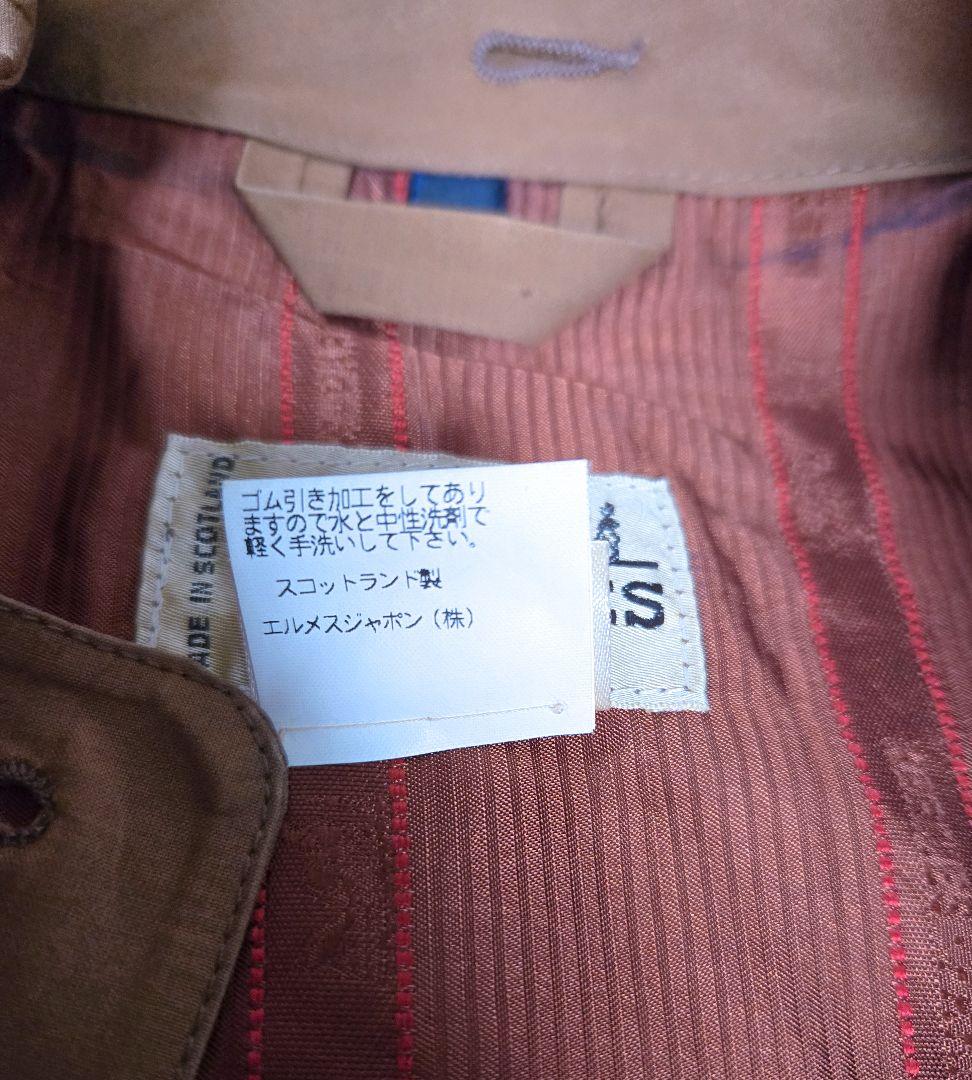 ゴム引き加工をしてあり
ますので水と中性洗剤で
軽く手洗いして下さい。
スコットランド製
エルメスジャポン(株)
ADE IN SCOTLAND
ES